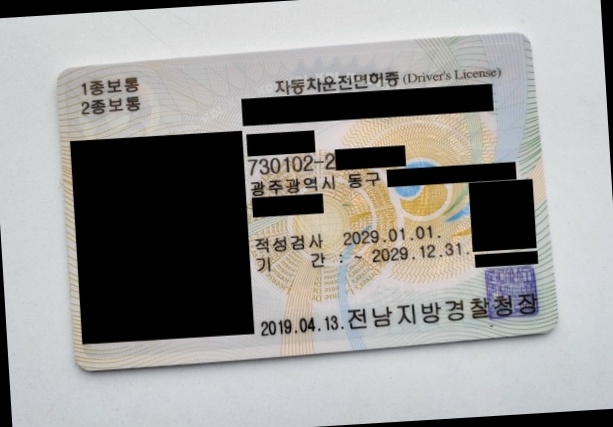 1종보통
2종보통
자동차운전면허증 (Driver's License)
730102-2
광주광역시 동구
적성검사 2029.01.01.
기 간 : ~ 2029.12.31.
2019.04.13. 전남지방경찰청장